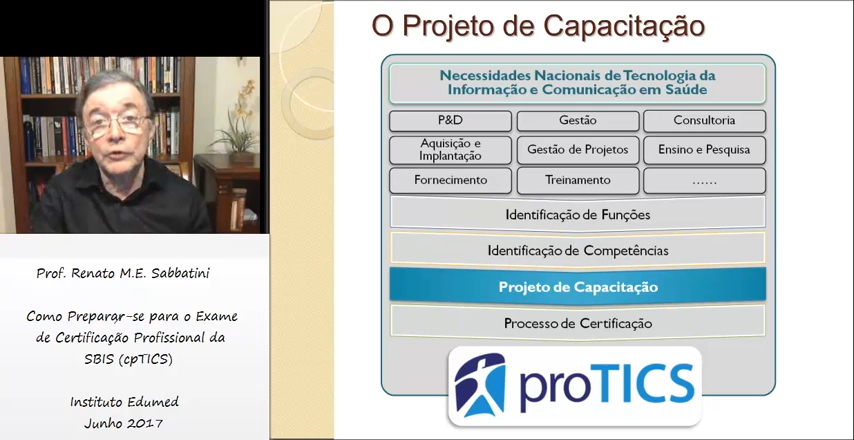 O Projeto de Capacitação
Necessidades Nacionais de Tecnologia da
Informação e Comunicação em Saúde
P&D
Gestão
Consultoria
Aquisição e
Implantação
Gestão de Projetos
Ensino e Pesquisa
Fornecimento
Treinamento
......
Identificação de Funções
Identificação de Competências
Projeto de Capacitação
Processo de Certificação
proTICS
Prof. Renato M.E. Sabbatini
Como Preparar-se para o Exame
de Certificação Profissional da
SBIS (cpTICS)
Instituto Edumed
Junho 2017